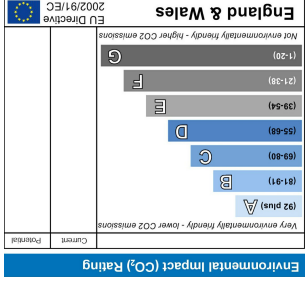 Environmental Impact (CO₂) Rating
Current Potential
Very environmentally friendly - lower CO2 emissions
(92 plus) A
(81-91) B
(69-80) C
(55-68) D
(39-54) E
(21-38) F
(1-20) G
Not environmentally friendly - higher CO2 emissions
England & Wales
EU Directive
2002/91/EC